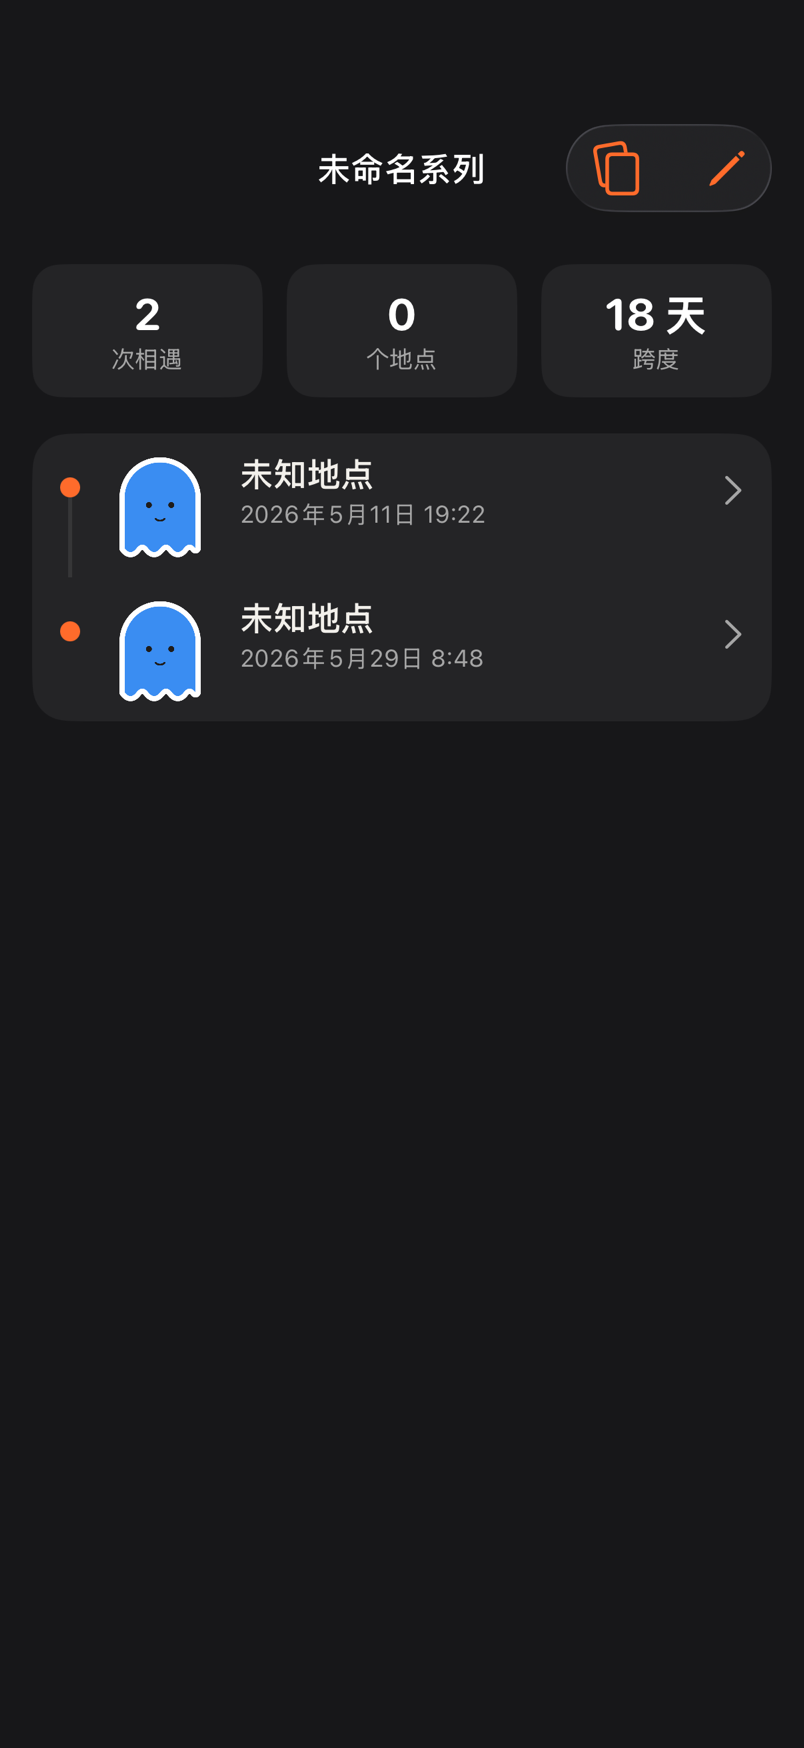 未命名系列
2
次相遇
0
个地点
18 天
跨度
未知地点
2026年5月11日 19:22
未知地点
2026年5月29日 8:48